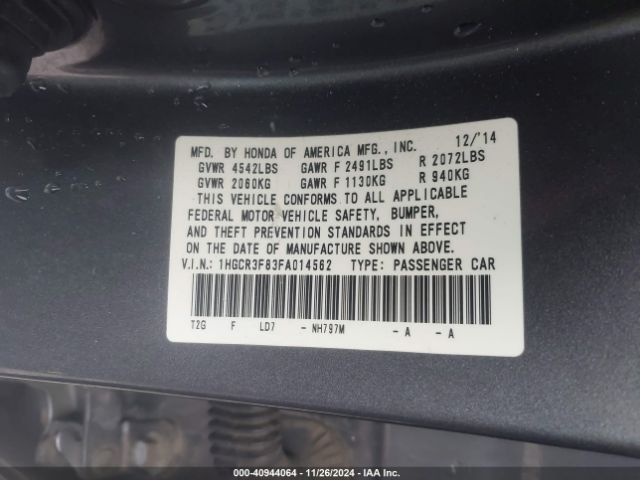 MFD. BY HONDA OF AMERICA MFG., INC. 12/'14
GVWR 4542LBS GAWR F 2491LBS R 2072LBS
GVWR 2060KG GAWR F 1130KG R 940KG
THIS VEHICLE CONFORMS TO ALL APPLICABLE
FEDERAL MOTOR VEHICLE SAFETY, BUMPER,
AND THEFT PREVENTION STANDARDS IN EFFECT
ON THE DATE OF MANUFACTURE SHOWN ABOVE.
V.I.N.: 1HGCR3F83FA014562 TYPE: PASSENGER CAR
T2G F LD7 - NH797M - A - A
000-40944064 - 11/26/2024 - IAA Inc.